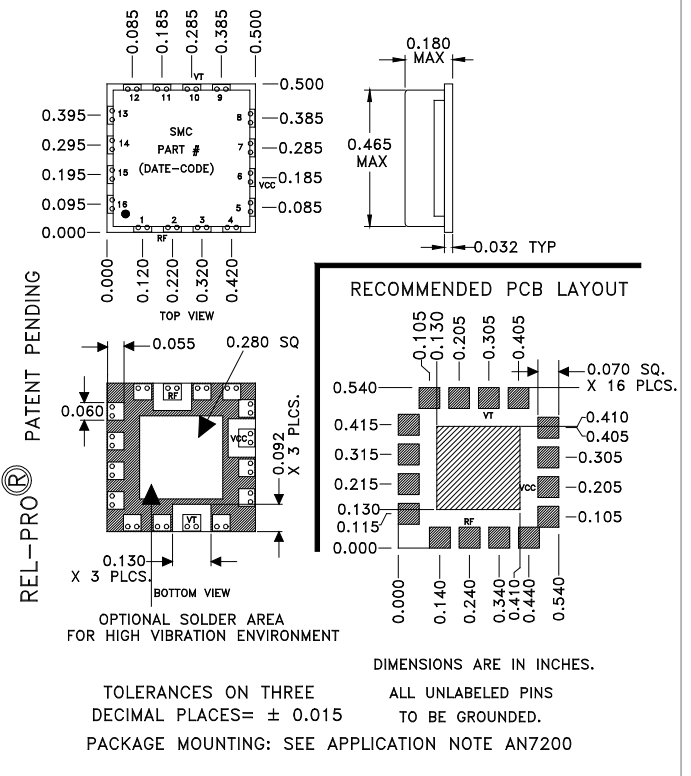 0.085
0.185
0.285
0.385
0.500
VT
12 11 10 9
0.500
0.395
0.295
0.195
0.095
0.000
13
14
15
16
SMC
PART #
(DATE-CODE)
8
7
6
5
VCC
0.385
0.285
0.185
0.085
1 2 3 4
RF
0.000
0.120
0.220
0.320
0.420
TOP VIEW
0.180
MAX
0.465
MAX
0.032 TYP
REL-PRO® PATENT PENDING
0.055
0.280 SQ
0.060
RF
VCC
VT
0.092
X 3 PLCS.
0.130
X 3 PLCS.
BOTTOM VIEW
OPTIONAL SOLDER AREA
FOR HIGH VIBRATION ENVIRONMENT
RECOMMENDED PCB LAYOUT
0.105
0.130
0.205
0.305
0.405
0.070 SQ.
X 16 PLCS.
0.540
0.415
0.315
0.215
0.130
0.115
0.000
VT
VCC
RF
0.410
0.405
0.305
0.205
0.105
0.000
0.140
0.240
0.340
0.410
0.440
0.540
DIMENSIONS ARE IN INCHES.
TOLERANCES ON THREE
DECIMAL PLACES= ± 0.015
ALL UNLABELED PINS
TO BE GROUNDED.
PACKAGE MOUNTING: SEE APPLICATION NOTE AN7200